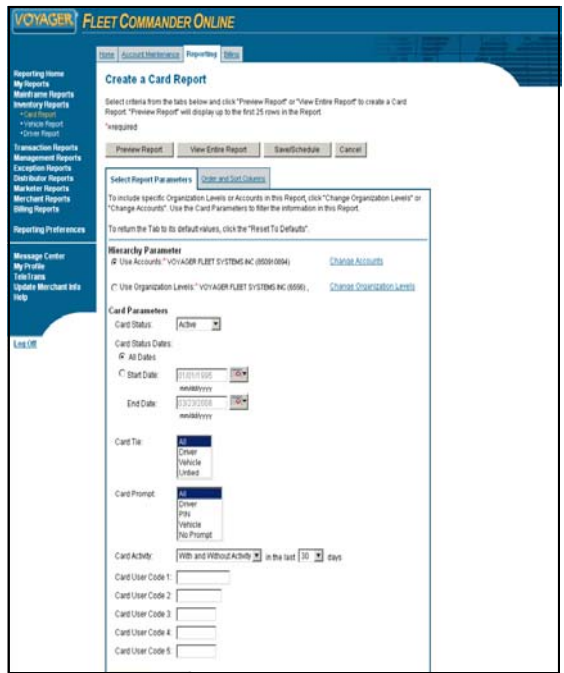 VOYAGER FLEET COMMANDER ONLINE
Home Account Maintenance Reporting Billing
Reporting Home
My Reports
Mainframe Reports
Inventory Reports
•Card Report
•Vehicle Report
•Driver Report
Transaction Reports
Management Reports
Exception Reports
Distributor Reports
Marketer Reports
Merchant Reports
Billing Reports
Reporting Preferences
Message Center
My Profile
TeleTrans
Update Merchant Info
Help
Log Off
Create a Card Report
Select criteria from the tabs below and click "Preview Report" or "View Entire Report" to create a Card
Report. "Preview Report" will display up to the first 25 rows in the Report.
*=required
Preview Report View Entire Report Save/Schedule Cancel
Select Report Parameters Order and Sort Columns
To include specific Organization Levels or Accounts in this Report, click "Change Organization Levels" or
"Change Accounts". Use the Card Parameters to filter the information in this Report.
To return the Tab to its default values, click the "Reset To Defaults".
Hierarchy Parameter
Use Accounts:* VOYAGER FLEET SYSTEMS INC Change Accounts
Use Organization Levels:* VOYAGER FLEET SYSTEMS INC , Change Organization Levels
Card Parameters
Card Status: Active
Card Status Dates:
All Dates
Start Date: 01/01/1995
mm/dd/yyyy
End Date: 03/23/2006
mm/dd/yyyy
Card Tie: All
Driver
Vehicle
Untied
Card Prompt: All
Driver
PIN
Vehicle
No Prompt
Card Activity: With and Without Activity in the last 30 days
Card User Code 1:
Card User Code 2:
Card User Code 3:
Card User Code 4:
Card User Code 5: